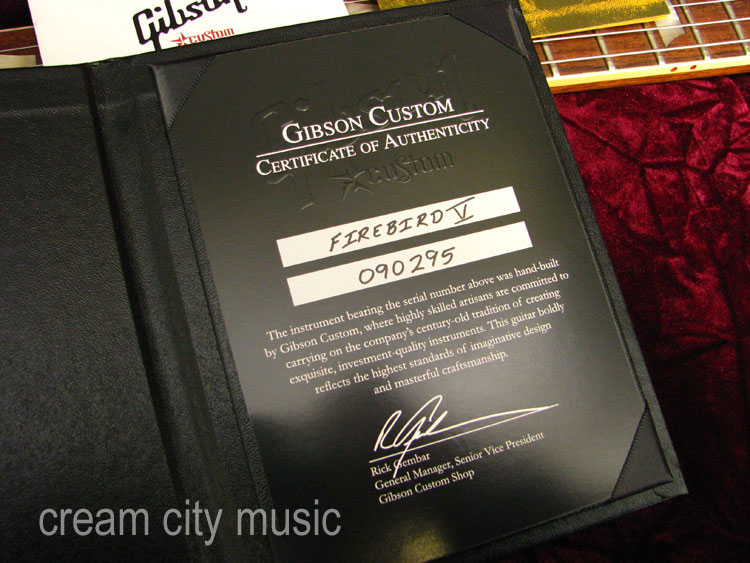 Gibson
custom
GIBSON CUSTOM
CERTIFICATE OF AUTHENTICITY
Gibson
custom
FIREBIRD V
090295
The instrument bearing the serial number above was hand-built
by Gibson Custom, where highly skilled artisans are committed to
carrying on the company's century-old tradition of creating
exquisite, investment-quality instruments. This guitar boldly
reflects the highest standards of imaginative design
and masterful craftsmanship.
Rick Gembar
General Manager, Senior Vice President
Gibson Custom Shop
cream city music